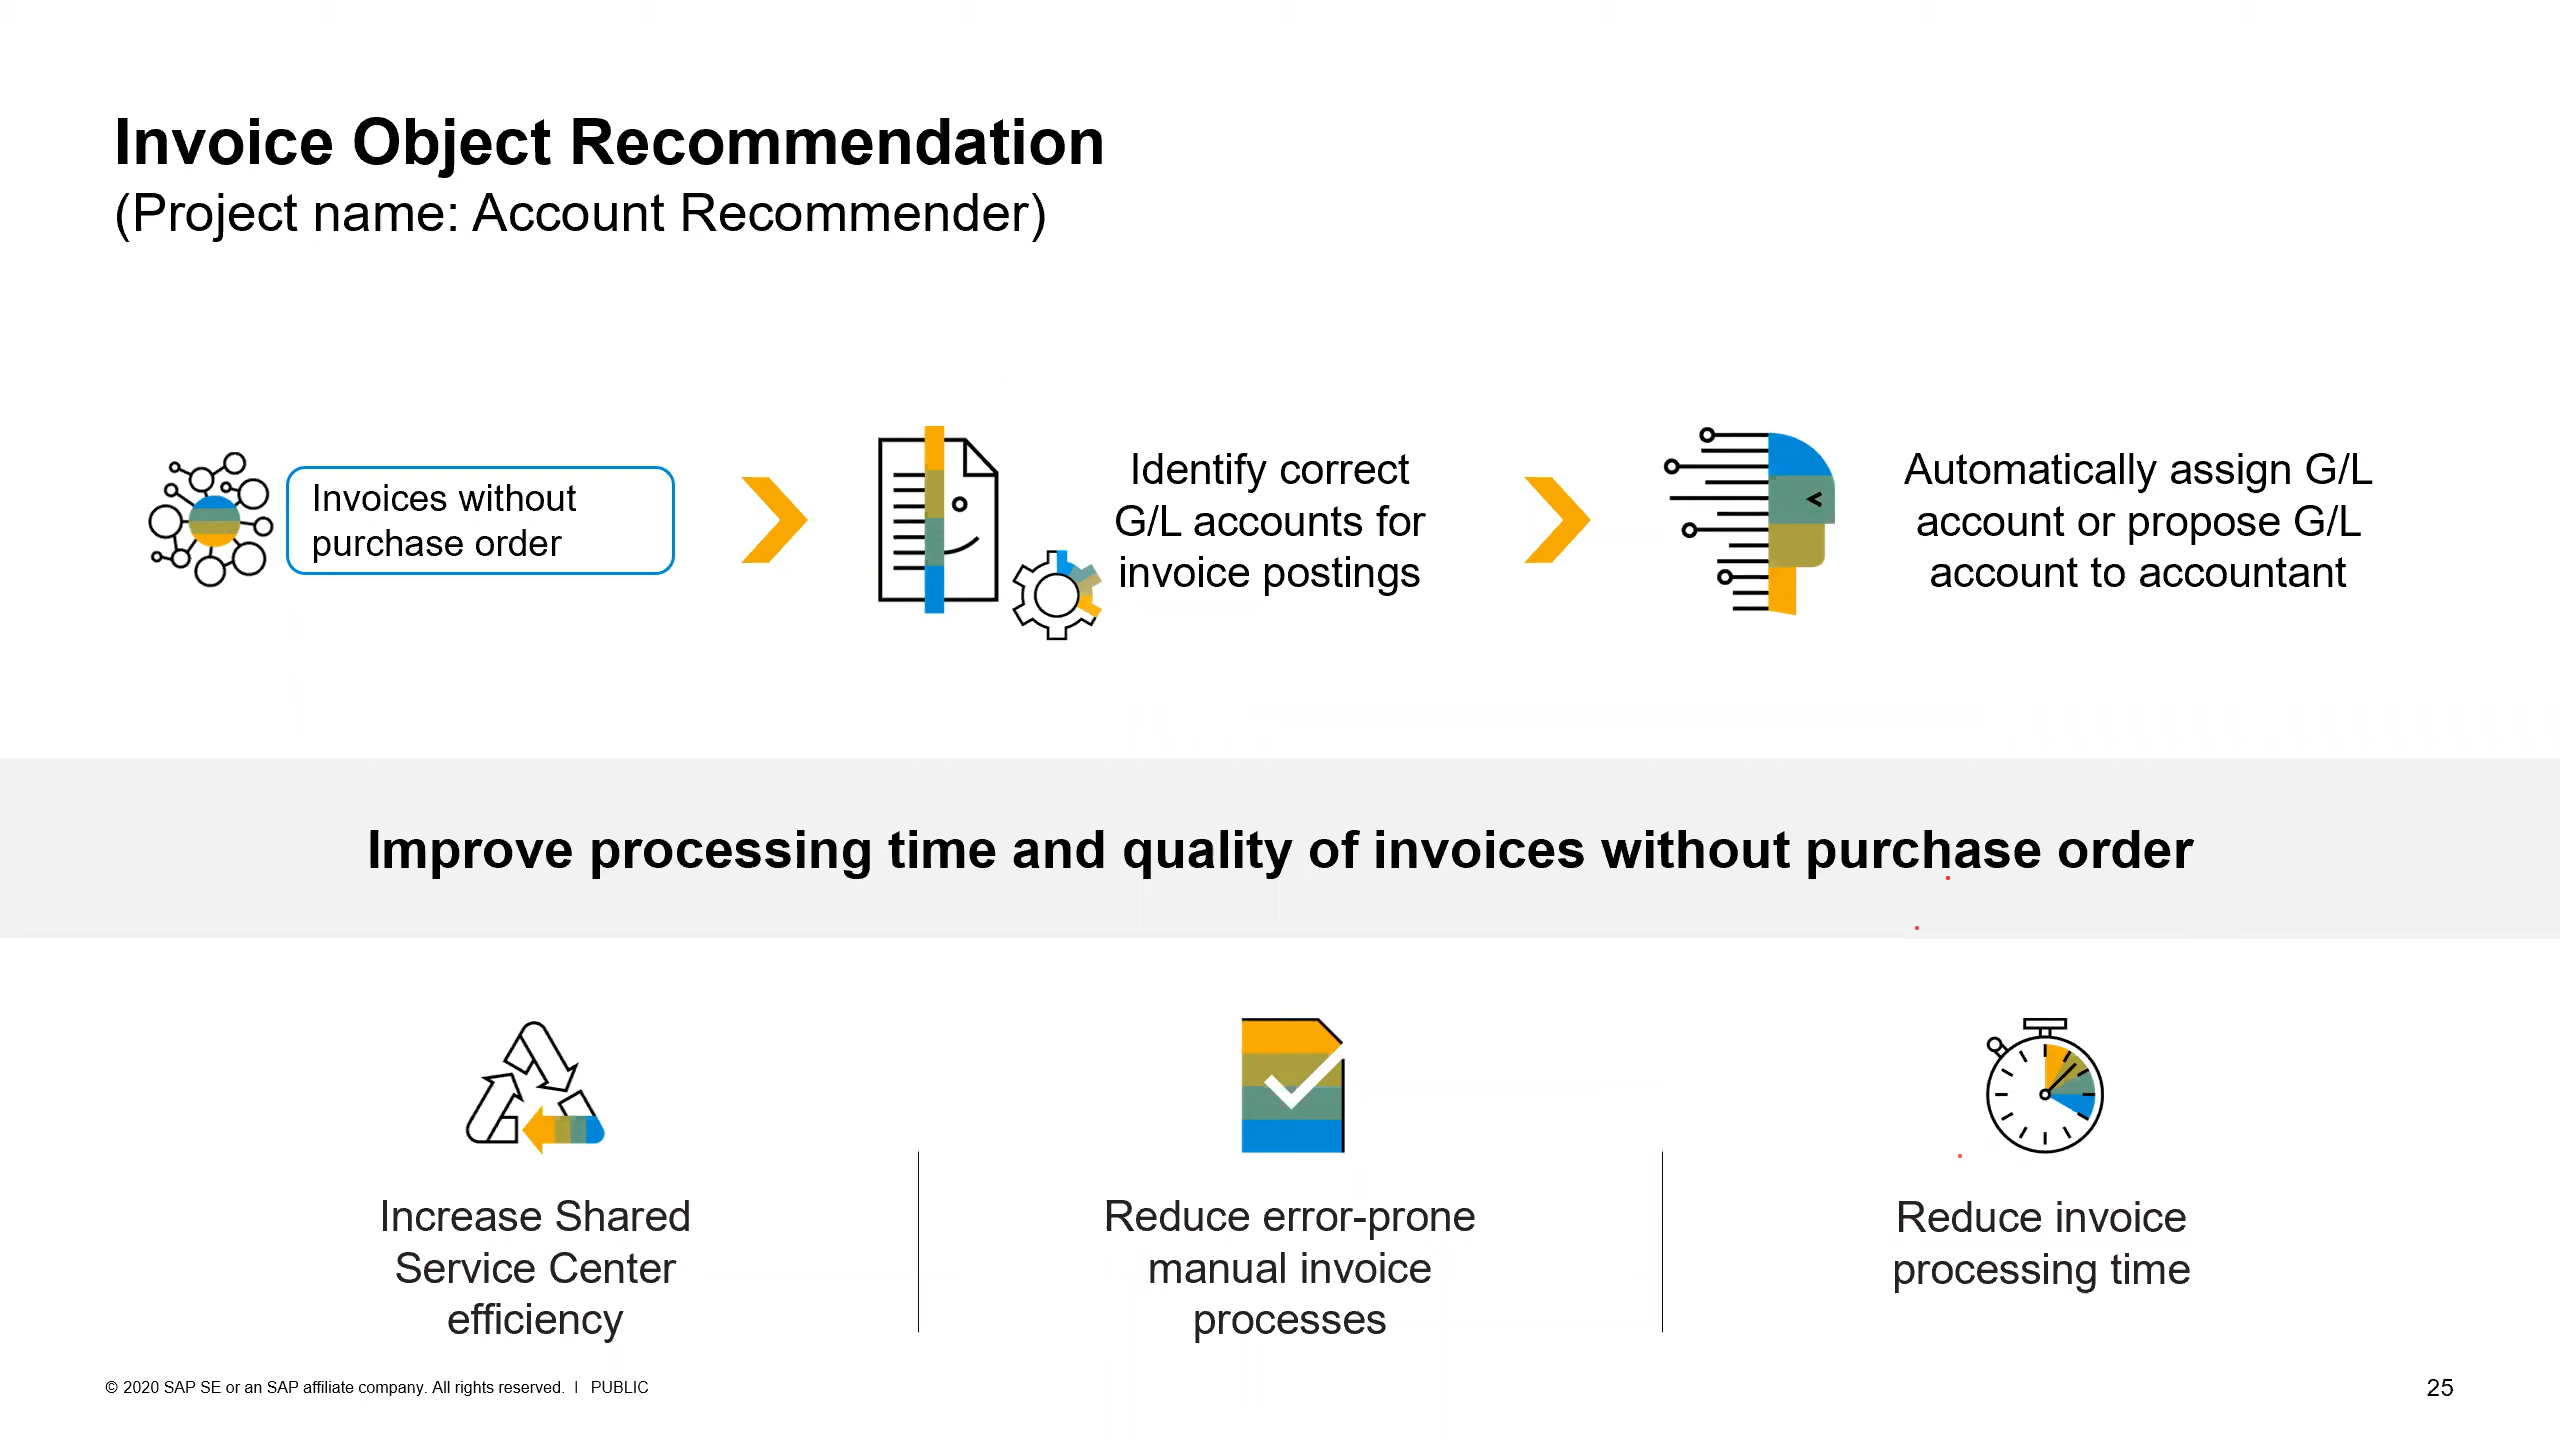 Invoice Object Recommendation
(Project name: Account Recommender)
Invoices without
purchase order
Identify correct
G/L accounts for
invoice postings
Automatically assign G/L
account or propose G/L
account to accountant
Improve processing time and quality of invoices without purchase order
Increase Shared
Service Center
efficiency
Reduce error-prone
manual invoice
processes
Reduce invoice
processing time
© 2020 SAP SE or an SAP affiliate company. All rights reserved. | PUBLIC
25